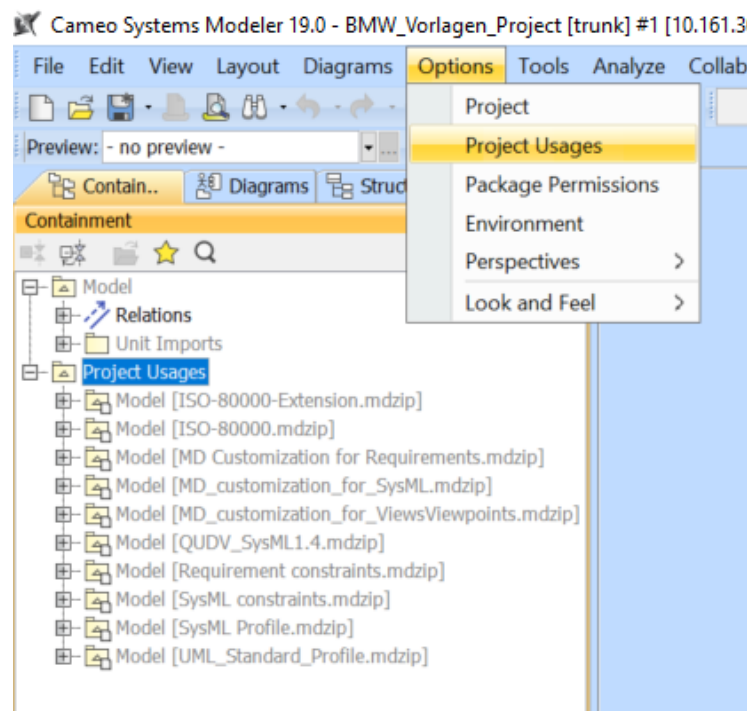 Cameo Systems Modeler 19.0 - BMW_Vorlagen_Project [trunk] #1 [10.161.3
File Edit View Layout Diagrams Options Tools Analyze Collab
Project
Preview: - no preview - ...
Project Usages
Contain.. Diagrams Struc
Package Permissions
Containment
Environment
Perspectives
Look and Feel
Model
Relations
Unit Imports
Project Usages
Model [ISO-80000-Extension.mdzip]
Model [ISO-80000.mdzip]
Model [MD Customization for Requirements.mdzip]
Model [MD_customization_for_SysML.mdzip]
Model [MD_customization_for_ViewsViewpoints.mdzip]
Model [QUDV_SysML1.4.mdzip]
Model [Requirement constraints.mdzip]
Model [SysML constraints.mdzip]
Model [SysML Profile.mdzip]
Model [UML_Standard_Profile.mdzip]